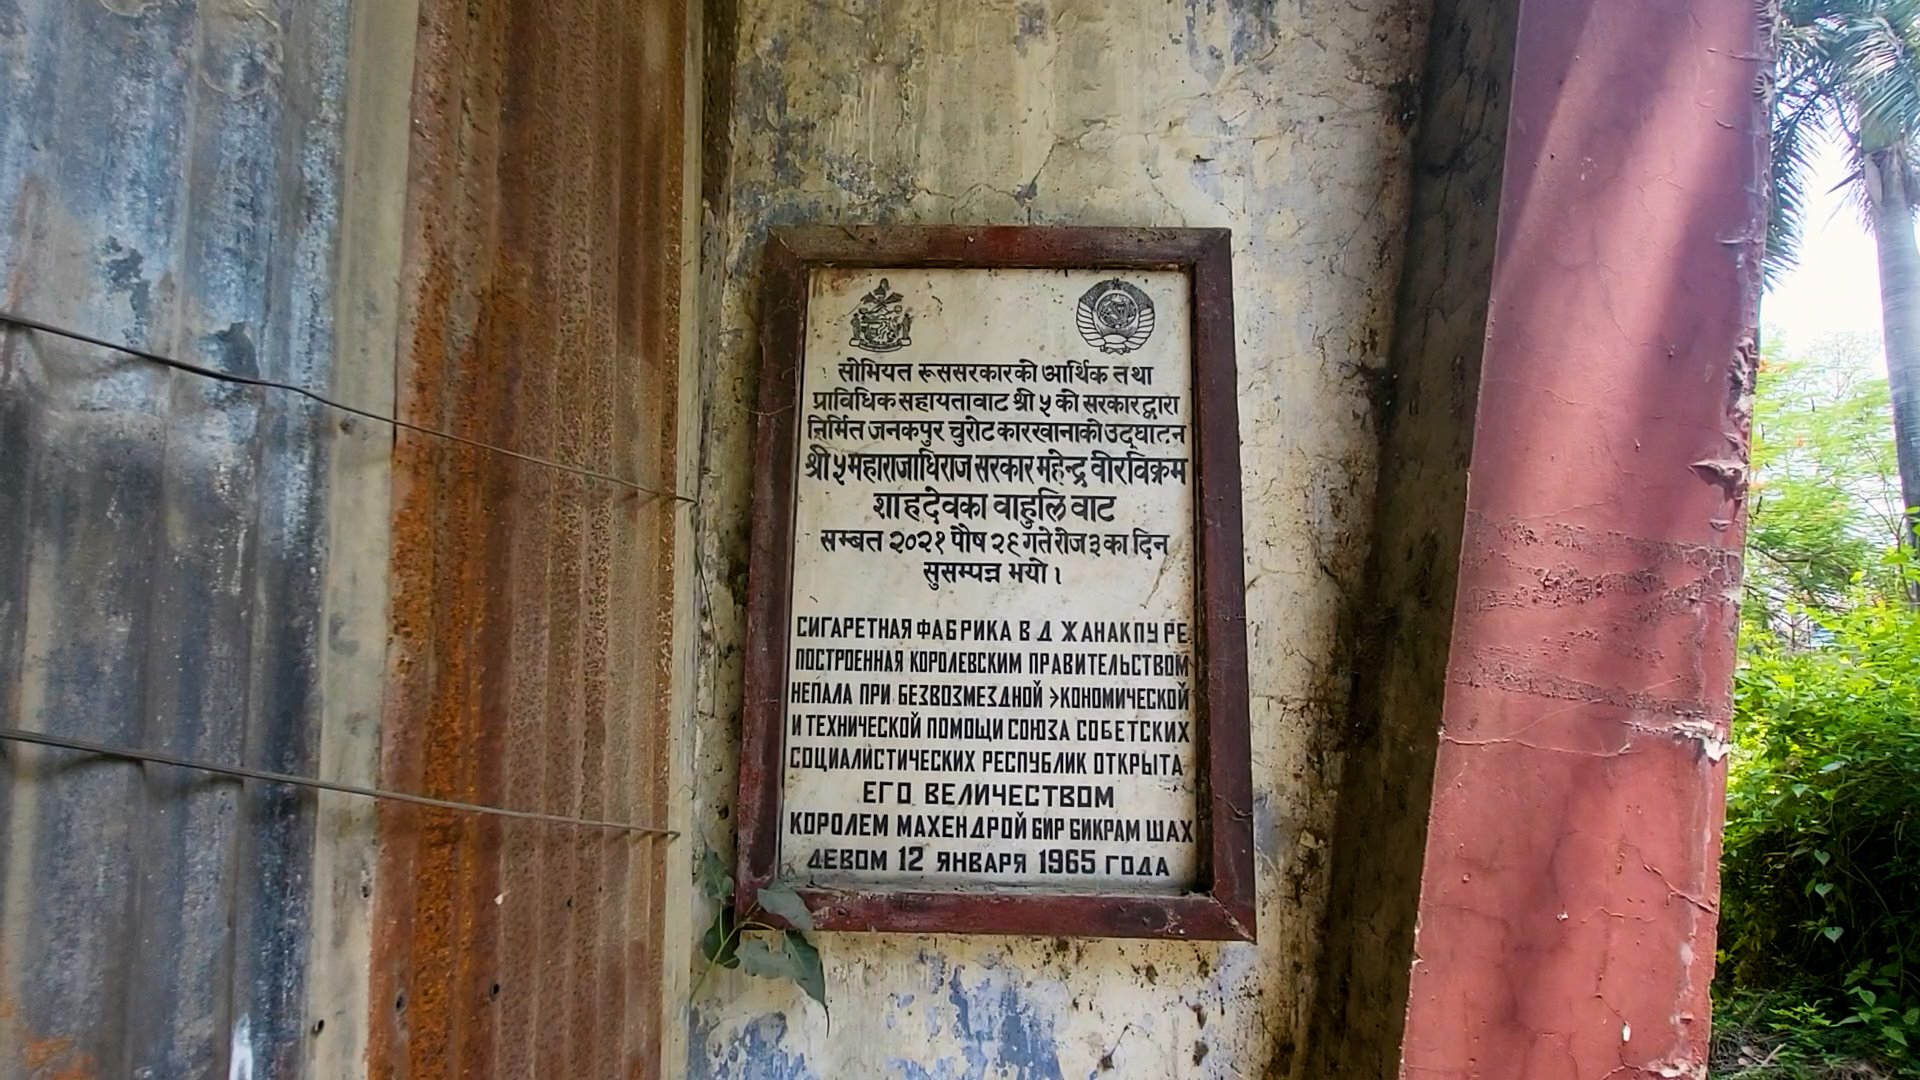 सोभियत रूससरकारको आर्थिक तथा
प्राविधिक सहायतावाट श्री ५ को सरकारद्वारा
निर्मित जनकपुर चुरोट कारखानाको उद्घाटन
श्री ५ महाराजाधिराज सरकार महेन्द्र वीरविक्रम
शाहदेवका वाहुलि वाट
सम्बत २०२१ पौष २९ गते रोज ३ का दिन
सुसम्पन्न भयो ।
СИГАРЕТНАЯ ФАБРИКА В ДЖАНАКПУРЕ
ПОСТРОЕННАЯ КОРОЛЕВСКИМ ПРАВИТЕЛЬСТВОМ
НЕПАЛА ПРИ БЕЗВОЗМЕЗДНОЙ ЭКОНОМИЧЕСКОЙ
И ТЕХНИЧЕСКОЙ ПОМОЩИ СОЮЗА СОБЕТСКИХ
СОЦИАЛИСТИЧЕСКИХ РЕСПУБЛИК ОТКРЫТА
ЕГО ВЕЛИЧЕСТВОМ
КОРОЛЕМ МАХЕНДРОЙ БИР БИКРАМ ШАХ
ДЕВОМ 12 ЯНВАРЯ 1965 ГОДА